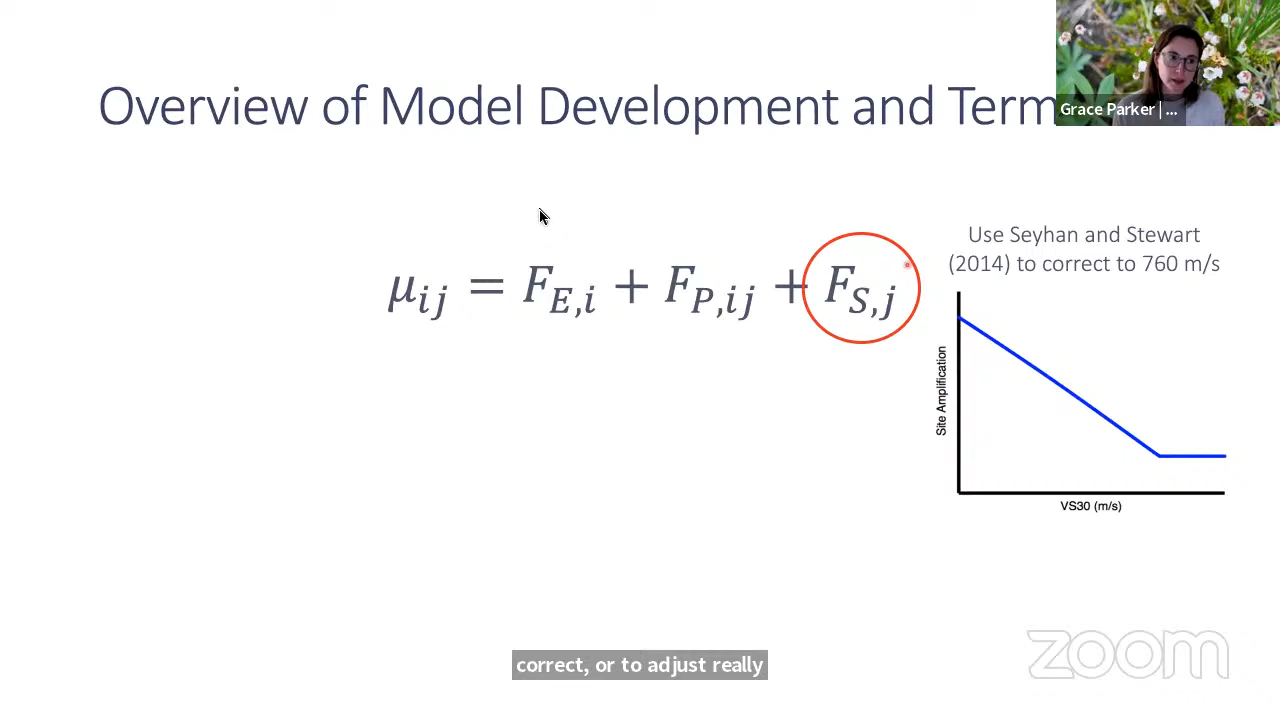 Overview of Model Development and Term
Grace Parker | ...
Use Seyhan and Stewart
(2014) to correct to 760 m/s
μij = FE,i + FP,ij + FS,j
Site Amplification
VS30 (m/s)
correct, or to adjust really
zoom